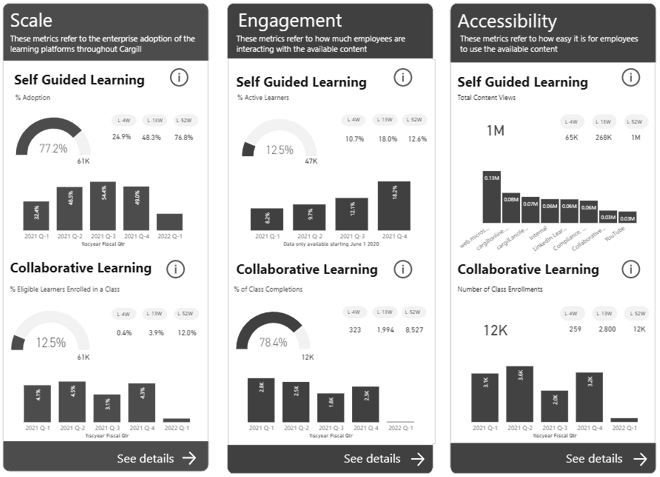 Scale
These metrics refer to the enterprise adoption of the
learning platforms throughout Cargill
Self Guided Learning
% Adoption
L 4W L 13W L 52W
24.9% 48.3% 76.8%
77.2%
61K
32.4% 48.5% 54.4% 49.0%
2021 Q-1 2021 Q-2 2021 Q-3 2021 Q-4 2022 Q-1
fiscyear Fiscal Qtr
Collaborative Learning
% Eligible Learners Enrolled in a Class
L 4W L 13W L 52W
0.4% 3.9% 12.0%
12.5%
61K
4.1% 4.5% 3.1% 4.3%
2021 Q-1 2021 Q-2 2021 Q-3 2021 Q-4 2022 Q-1
fiscyear Fiscal Qtr
See details
Engagement
These metrics refer to how much employees are
interacting with the available content
Self Guided Learning
% Active Learners
L 4W L 13W L 52W
10.7% 18.0% 12.6%
12.5%
47K
8.2% 9.7% 12.1% 18.2%
2021 Q-1 2021 Q-2 2021 Q-3 2021 Q-4
Data only available starting June 1 2020
Collaborative Learning
% of Class Completions
L 4W L 13W L 52W
323 1,994 8,527
78.4%
12K
2.8K 2.5K 1.8K 2.3K
2021 Q-1 2021 Q-2 2021 Q-3 2021 Q-4 2022 Q-1
fiscyear Fiscal Qtr
See details
Accessibility
These metrics refer to how easy it is for employees
to use the available content
Self Guided Learning
Total Content Views
L 4W L 13W L 52W
1M
65K 268K 1M
0.13M 0.08M 0.07M 0.06M 0.06M 0.06M 0.03M 0.03M
web.micros... cargillonline... Internal LinkedIn Lear... Compliance... Collaborative... YouTube
Collaborative Learning
Number of Class Enrollments
L 4W L 13W L 52W
12K
259 2,800 12K
3.1K 3.6K 2.0K 3.2K
2021 Q-1 2021 Q-2 2021 Q-3 2021 Q-4 2022 Q-1
fiscyear Fiscal Qtr
See details